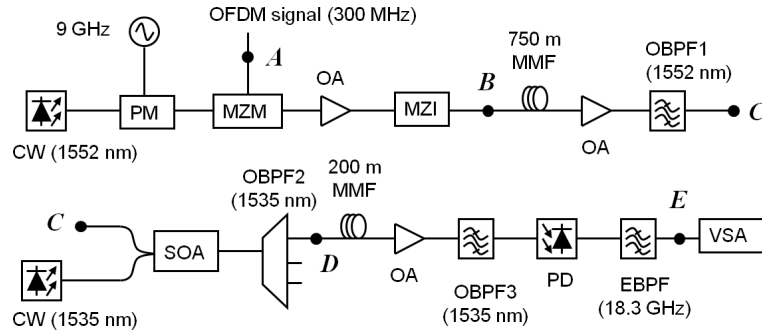 OFDM signal (300 MHz)
9 GHz
A
OA
PM
MZM
MZI
B
750 m
MMF
OBPF1
(1552 nm)
OA
C
CW (1552 nm)
C
SOA
OBPF2
(1535 nm)
D
200 m
MMF
OA
OBPF3
(1535 nm)
PD
EBPF
(18.3 GHz)
E
VSA
CW (1535 nm)